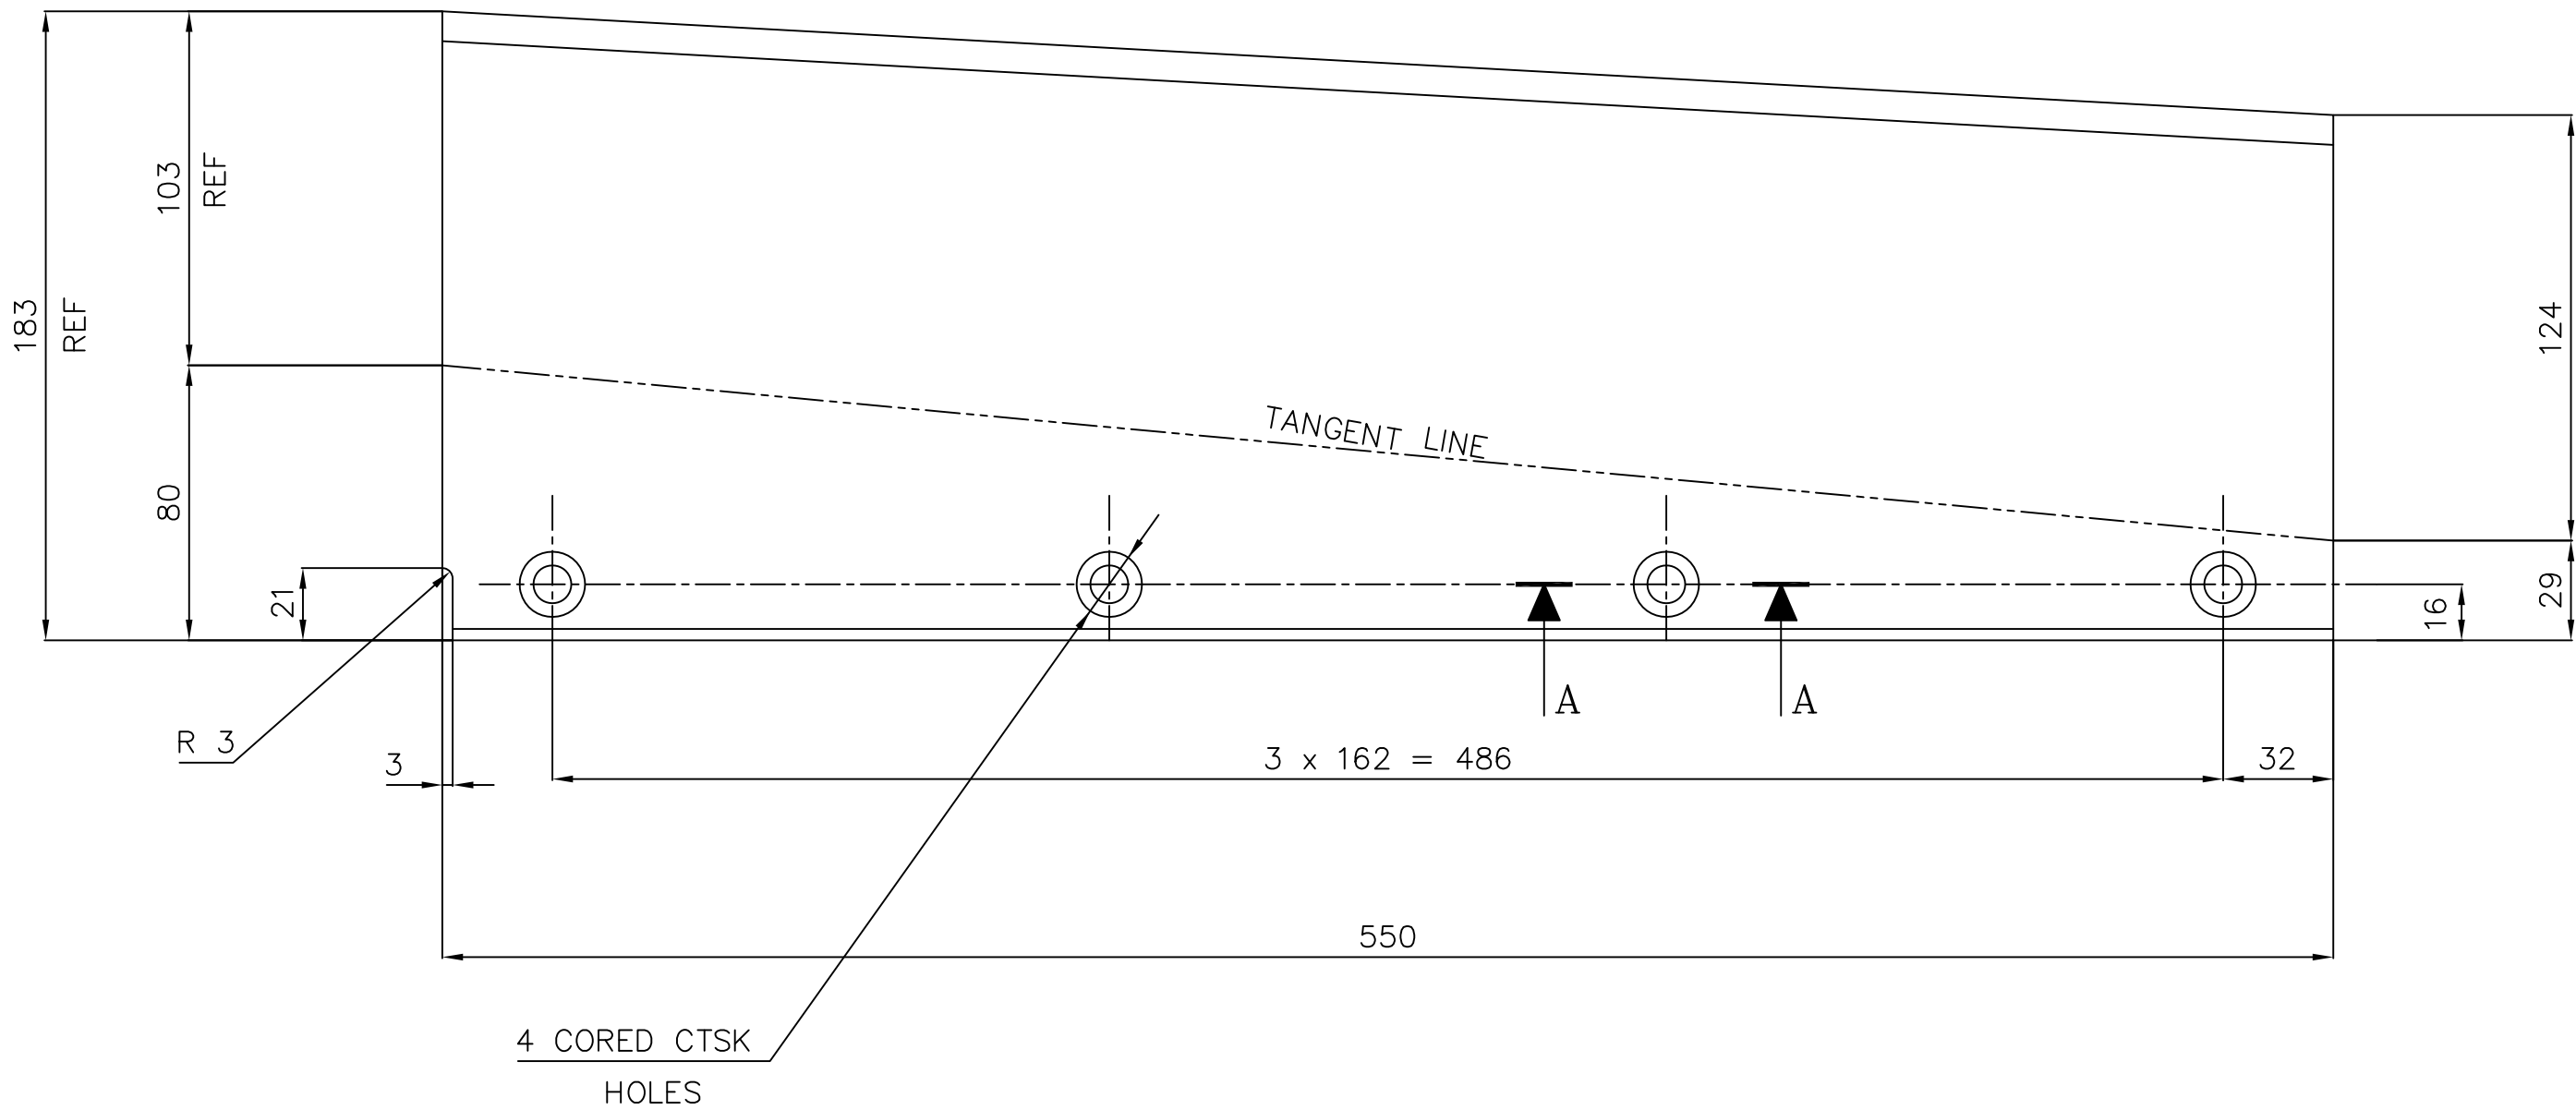 103
REF
183
REF
124
TANGENT LINE
80
21
29
16
A
A
R 3
3
3 x 162 = 486
32
550
4 CORED CTSK
HOLES